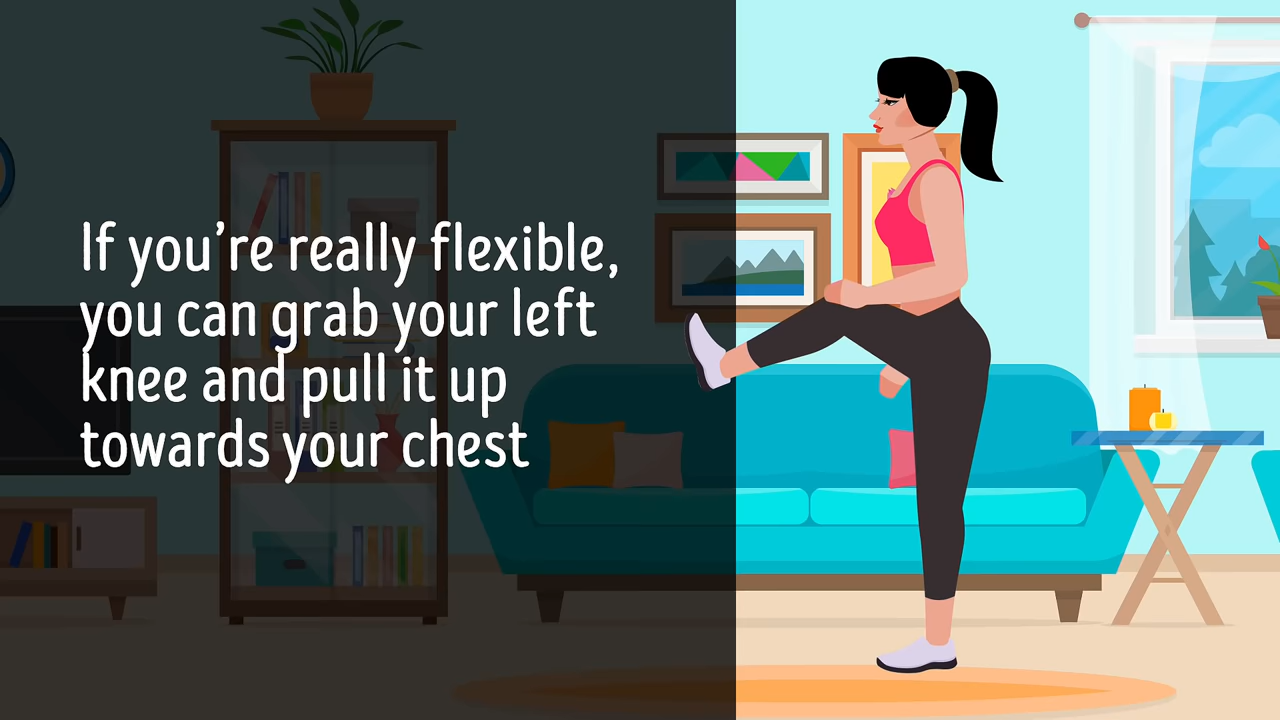 If you’re really flexible,
you can grab your left
knee and pull it up
towards your chest